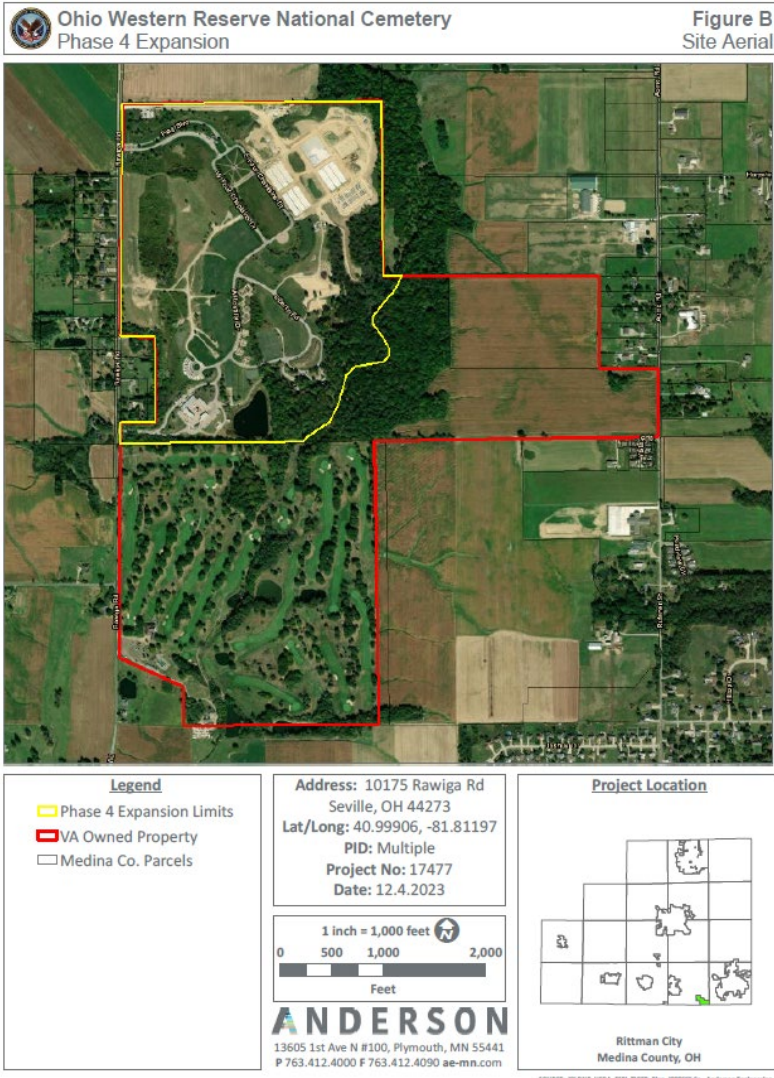 Ohio Western Reserve National Cemetery
Phase 4 Expansion
Figure B
Site Aerial
Rawiga Rd
Legend
Phase 4 Expansion Limits
VA Owned Property
Medina Co. Parcels
Address: 10175 Rawiga Rd
Seville, OH 44273
Lat/Long: 40.99906, -81.81197
PID: Multiple
Project No: 17477
Date: 12.4.2023
1 inch = 1,000 feet
N
0 500 1,000 2,000
Feet
ANDERSON
13605 1st Ave N #100, Plymouth, MN 55441
P 763.412.4000 F 763.412.4090 ae-mn.com
Project Location
Rittman City
Medina County, OH